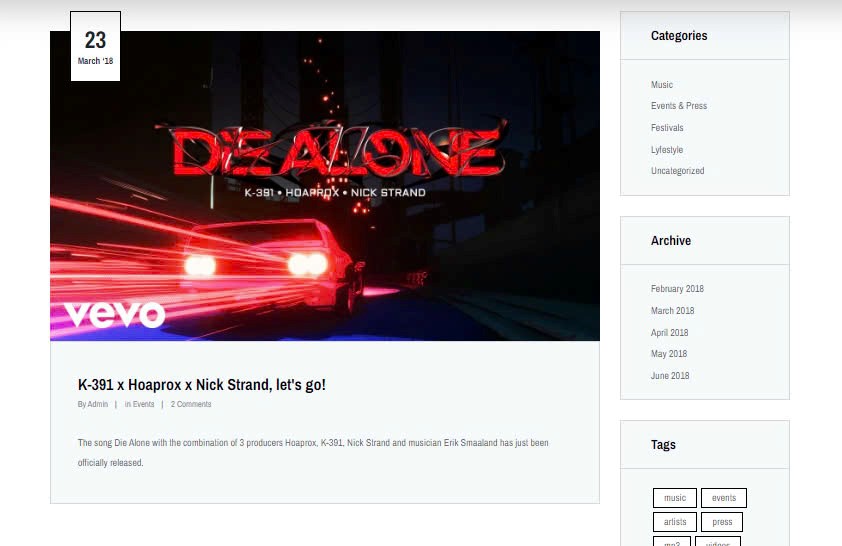 23
March '18
DIE ALONE
K-391 • HOAPROX • NICK STRAND
vevo
K-391 x Hoaprox x Nick Strand, let's go!
By Admin | in Events | 2 Comments
The song Die Alone with the combination of 3 producers Hoaprox, K-391, Nick Strand and musician Erik Smaaland has just been
officially released.
Categories
Music
Events & Press
Festivals
Lyfestyle
Uncategorized
Archive
February 2018
March 2018
April 2018
May 2018
June 2018
Tags
music events
artists press
mp3 videos